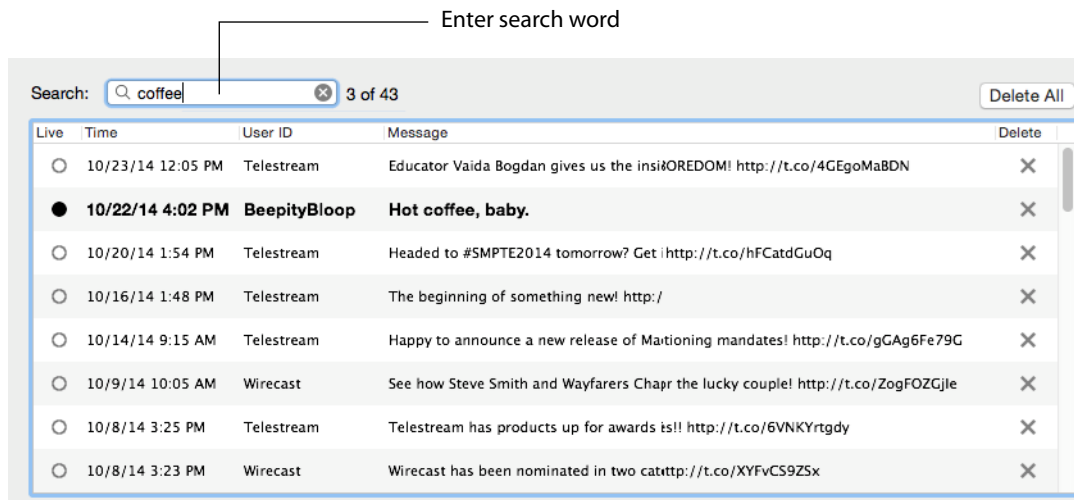 Enter search word
Search: coffee 3 of 43 Delete All
Live Time User ID Message Delete
10/23/14 12:05 PM Telestream Educator Vaida Bogdan gives us the OREDOM! http://t.co/4GEgoMaBDN
10/22/14 4:02 PM BeepityBloop Hot coffee, baby.
10/20/14 1:54 PM Telestream Headed to #SMPTE2014 tomorrow? Get http://t.co/hFCatdGuOq
10/16/14 1:48 PM Telestream The beginning of something new! http:/
10/14/14 9:15 AM Telestream Happy to announce a new release of mandates! http://t.co/gGAg6Fe79G
10/9/14 10:05 AM Wirecast See how Steve Smith and Wayfarers the lucky couple! http://t.co/ZogFOZGjle
10/8/14 3:25 PM Telestream Telestream has products up for awards http://t.co/6VNKYrtgdy
10/8/14 3:23 PM Wirecast Wirecast has been nominated in two ttp://t.co/XYFvCS9ZSx